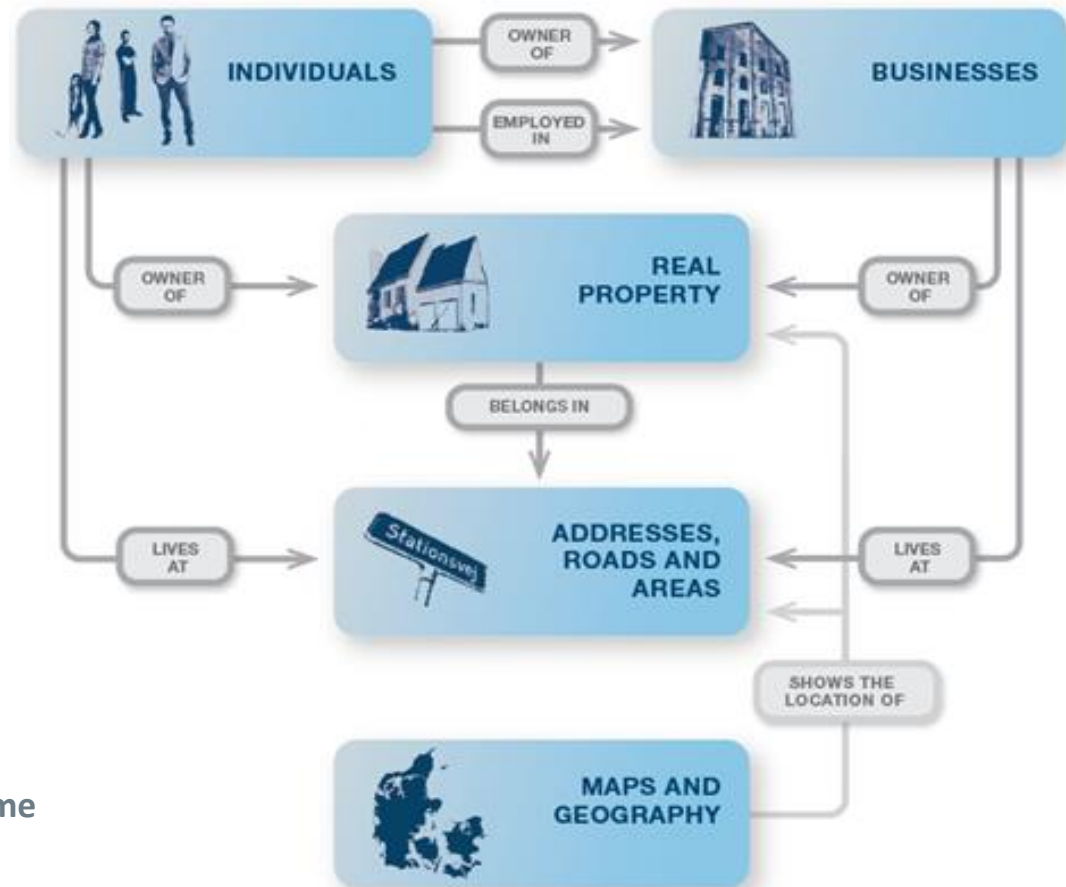 OWNER
OF
INDIVIDUALS
BUSINESSES
EMPLOYED
IN
REAL
PROPERTY
OWNER
OF
OWNER
OF
BELONGS IN
Stationsvej
ADDRESSES,
ROADS AND
AREAS
LIVES
AT
LIVES
AT
SHOWS THE
LOCATION OF
MAPS AND
GEOGRAPHY
me